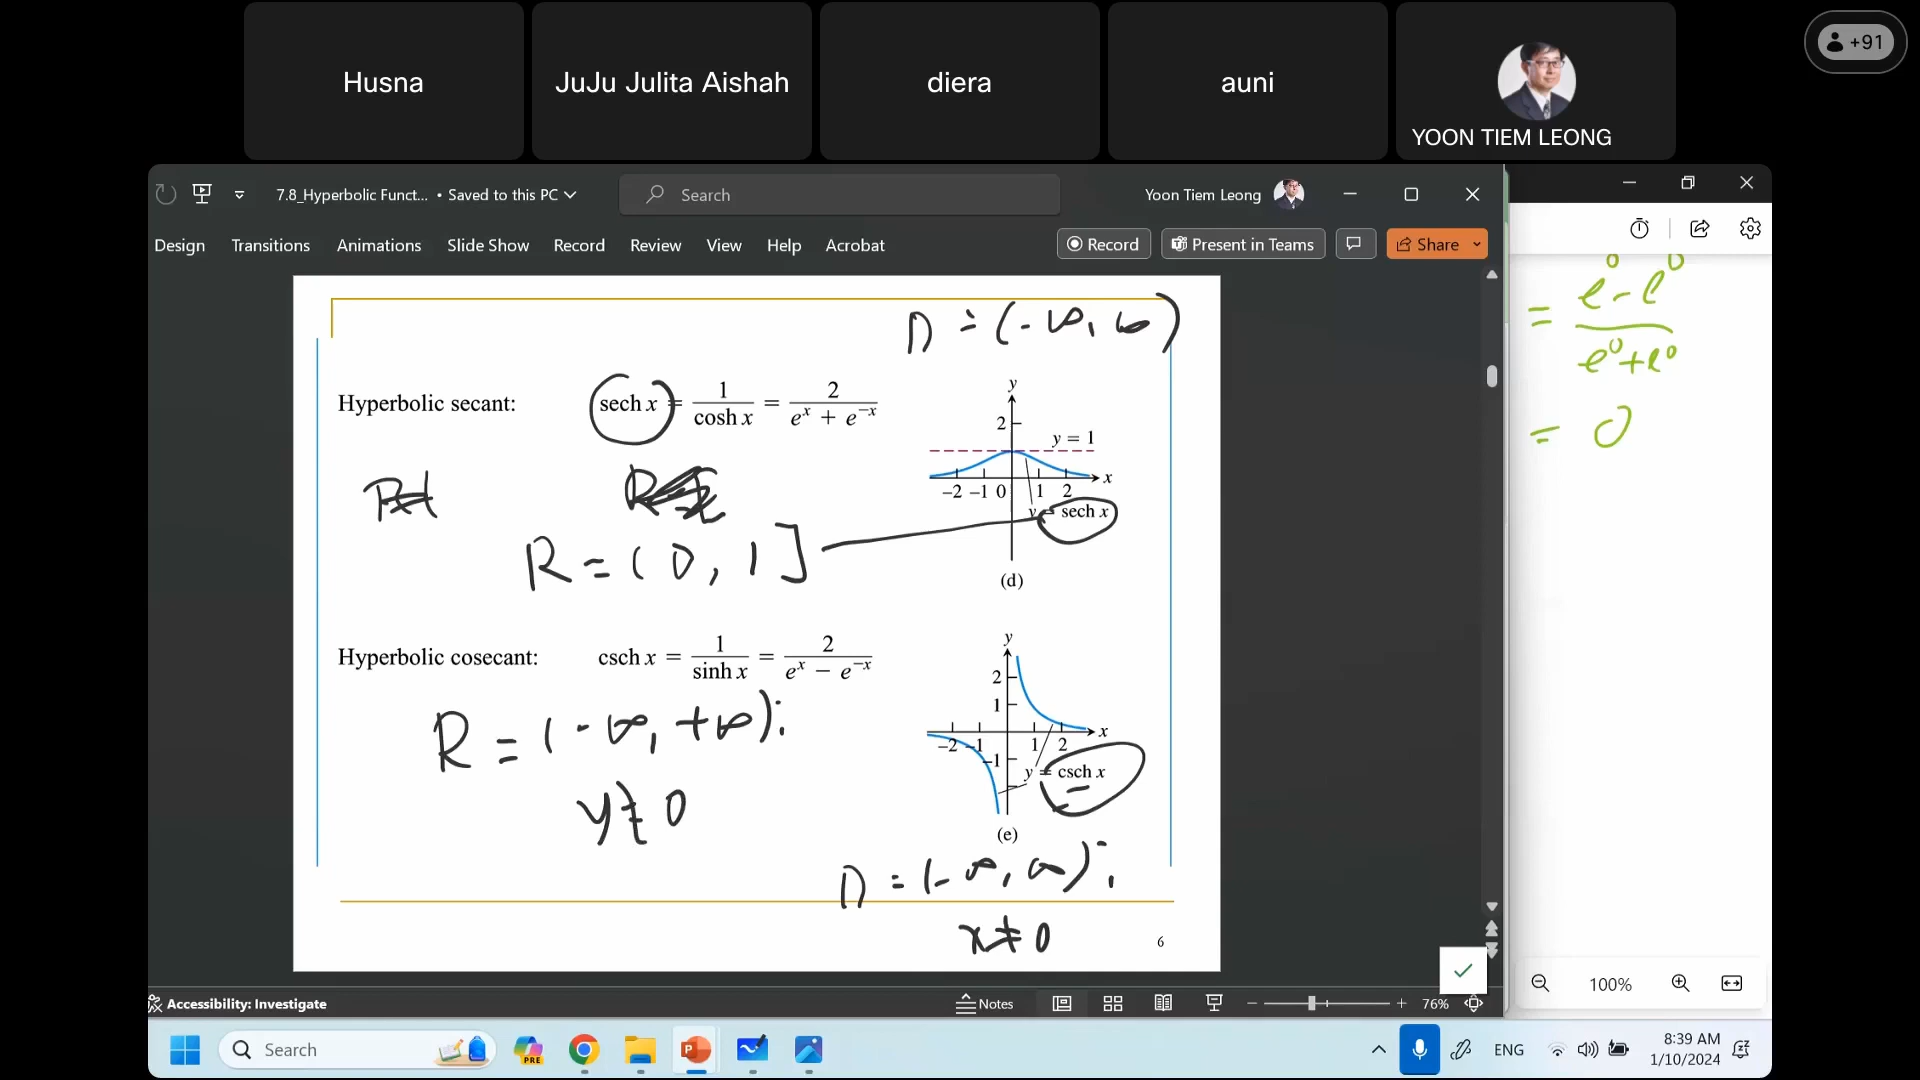 Husna
JuJu Julita Aishah
diera
auni
YOON TIEM LEONG
+91
7.8_Hyperbolic Funct... • Saved to this PC
Search
Yoon Tiem Leong
Design Transitions Animations Slide Show Record Review View Help Acrobat
Record
Present in Teams
Share
D = (-∞, ∞)
Hyperbolic secant: sech x = 1/cosh x = 2/(e^x + e^−x)
y
2
y = 1
−2 −1 0 1 2 x
y = sech x
(d)
R = (0, 1]
Hyperbolic cosecant: csch x = 1/sinh x = 2/(e^x − e^−x)
y
2
1
−2 −1 1 2 x
−1
y = csch x
(e)
R = (-∞, +∞);
y ≠ 0
D = (-∞, ∞);
x ≠ 0
6
= (e^0 - e^0)/(e^0 + e^0)
= 0
Accessibility: Investigate
Notes
76%
100%
Search
PRE
ENG
8:39 AM
1/10/2024